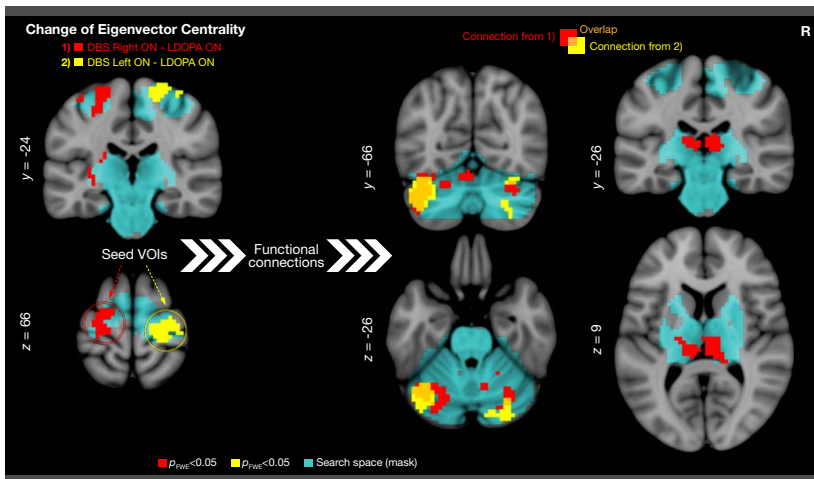 Change of Eigenvector Centrality
1) DBS Right ON - LDOPA ON
2) DBS Left ON - LDOPA ON
Overlap
Connection from 1)
Connection from 2)
R
y = -24
y = -66
y = -26
Seed VOIs
Functional
connections
z = 66
z = -26
z = 9
pFWE<0.05
pFWE<0.05
Search space (mask)